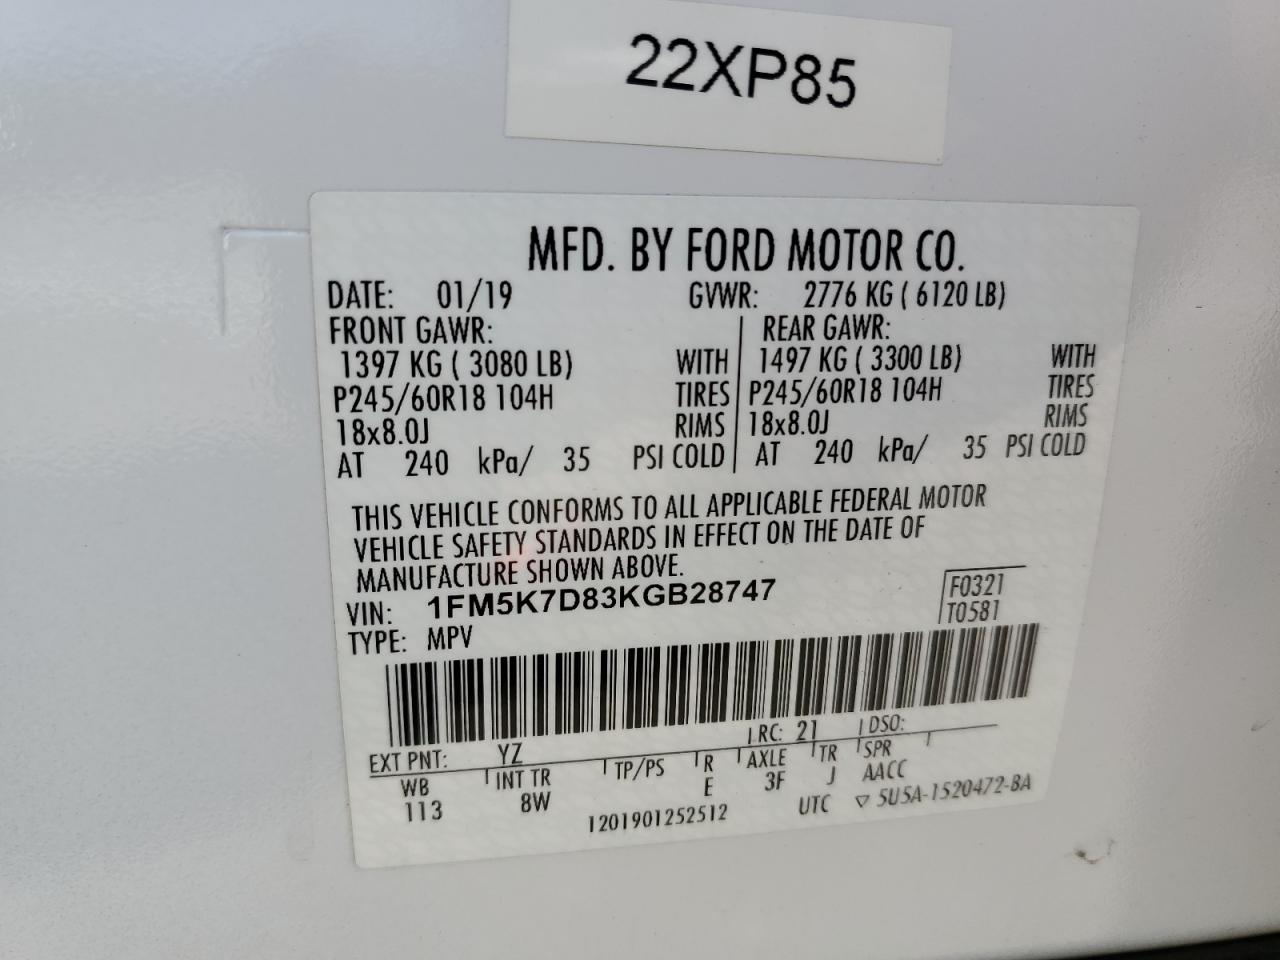 22XP85
MFD. BY FORD MOTOR CO.
DATE: 01/19 GVWR: 2776 KG ( 6120 LB)
FRONT GAWR: REAR GAWR:
1397 KG ( 3080 LB) WITH 1497 KG ( 3300 LB) WITH
P245/60R18 104H TIRES P245/60R18 104H TIRES
18x8.0J RIMS 18x8.0J RIMS
AT 240 kPa/ 35 PSI COLD AT 240 kPa/ 35 PSI COLD
THIS VEHICLE CONFORMS TO ALL APPLICABLE FEDERAL MOTOR
VEHICLE SAFETY STANDARDS IN EFFECT ON THE DATE OF
MANUFACTURE SHOWN ABOVE.
VIN: 1FM5K7D83KGB28747 F0321
TYPE: MPV T0581
EXT PNT: YZ RC: 21 DSO:
WB INT TR TP/PS R AXLE TR SPR
113 8W E 3F J AACC
1201901252512 UTC ▽ 5U5A-1520472-BA